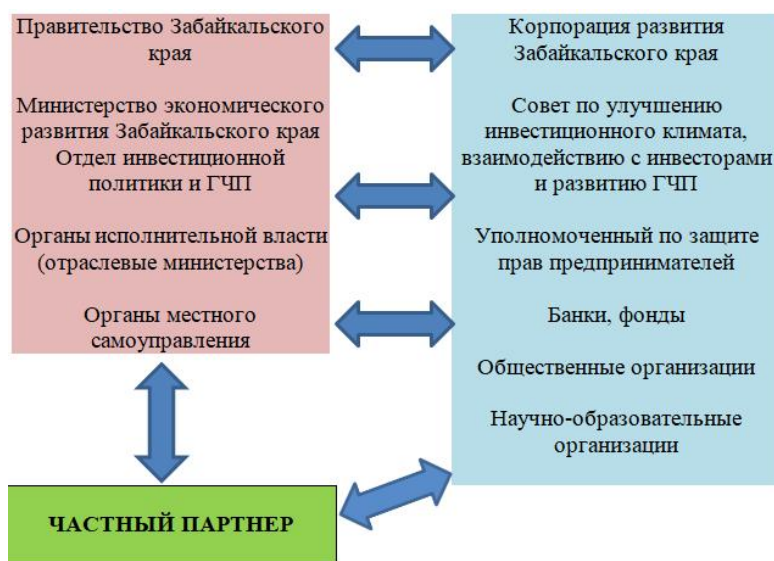 Правительство Забайкальского
края
Министерство экономического
развития Забайкальского края
Отдел инвестиционной
политики и ГЧП
Органы исполнительной власти
(отраслевые министерства)
Органы местного
самоуправления
Корпорация развития
Забайкальского края
Совет по улучшению
инвестиционного климата,
взаимодействию с инвесторами
и развитию ГЧП
Уполномоченный по защите
прав предпринимателей
Банки, фонды
Общественные организации
Научно-образовательные
организации
ЧАСТНЫЙ ПАРТНЕР